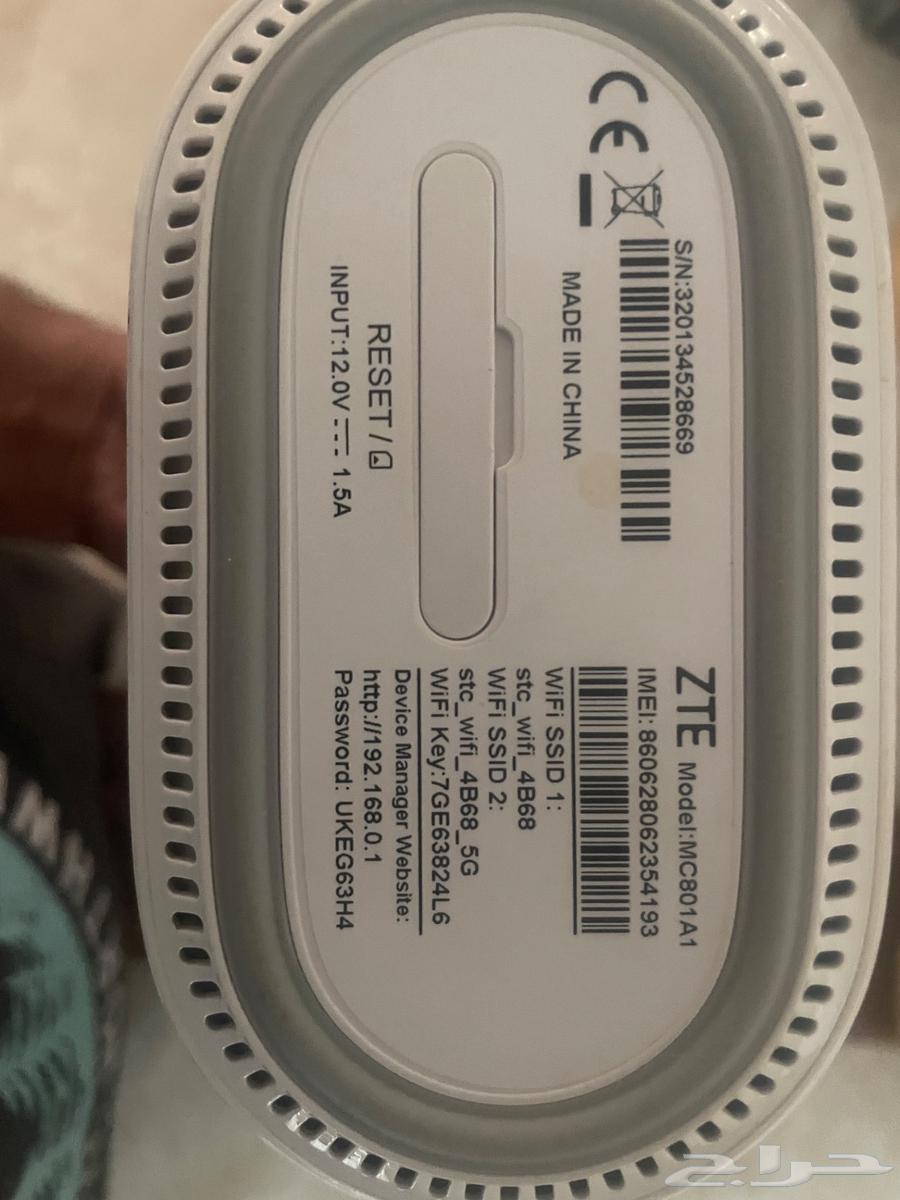 S/N:320134528669
MADE IN CHINA
RESET /
INPUT:12.0V 1.5A
ZTE Model:MC801A1
IMEI: 860628062354193
WiFi SSID 1:
stc_wifi_4B68
WiFi SSID 2:
stc_wifi_4B68_5G
WiFi Key:7GE63824L6
Device Manager Website:
http://192.168.0.1
Password: UKEG63H4
حراج